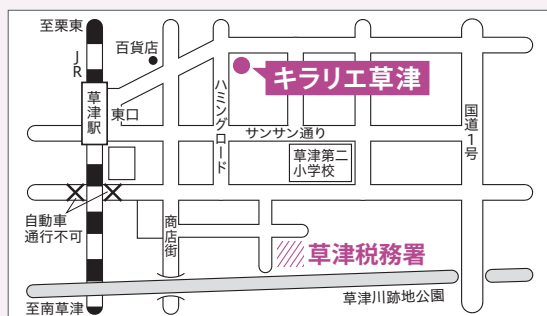 至栗東
JR
百貨店
草津駅
東口
キラリエ草津
ハミングロード
サンサン通り
国道1号
草津第二
小学校
自動車
通行不可
商店街
草津税務署
草津川跡地公園
至南草津